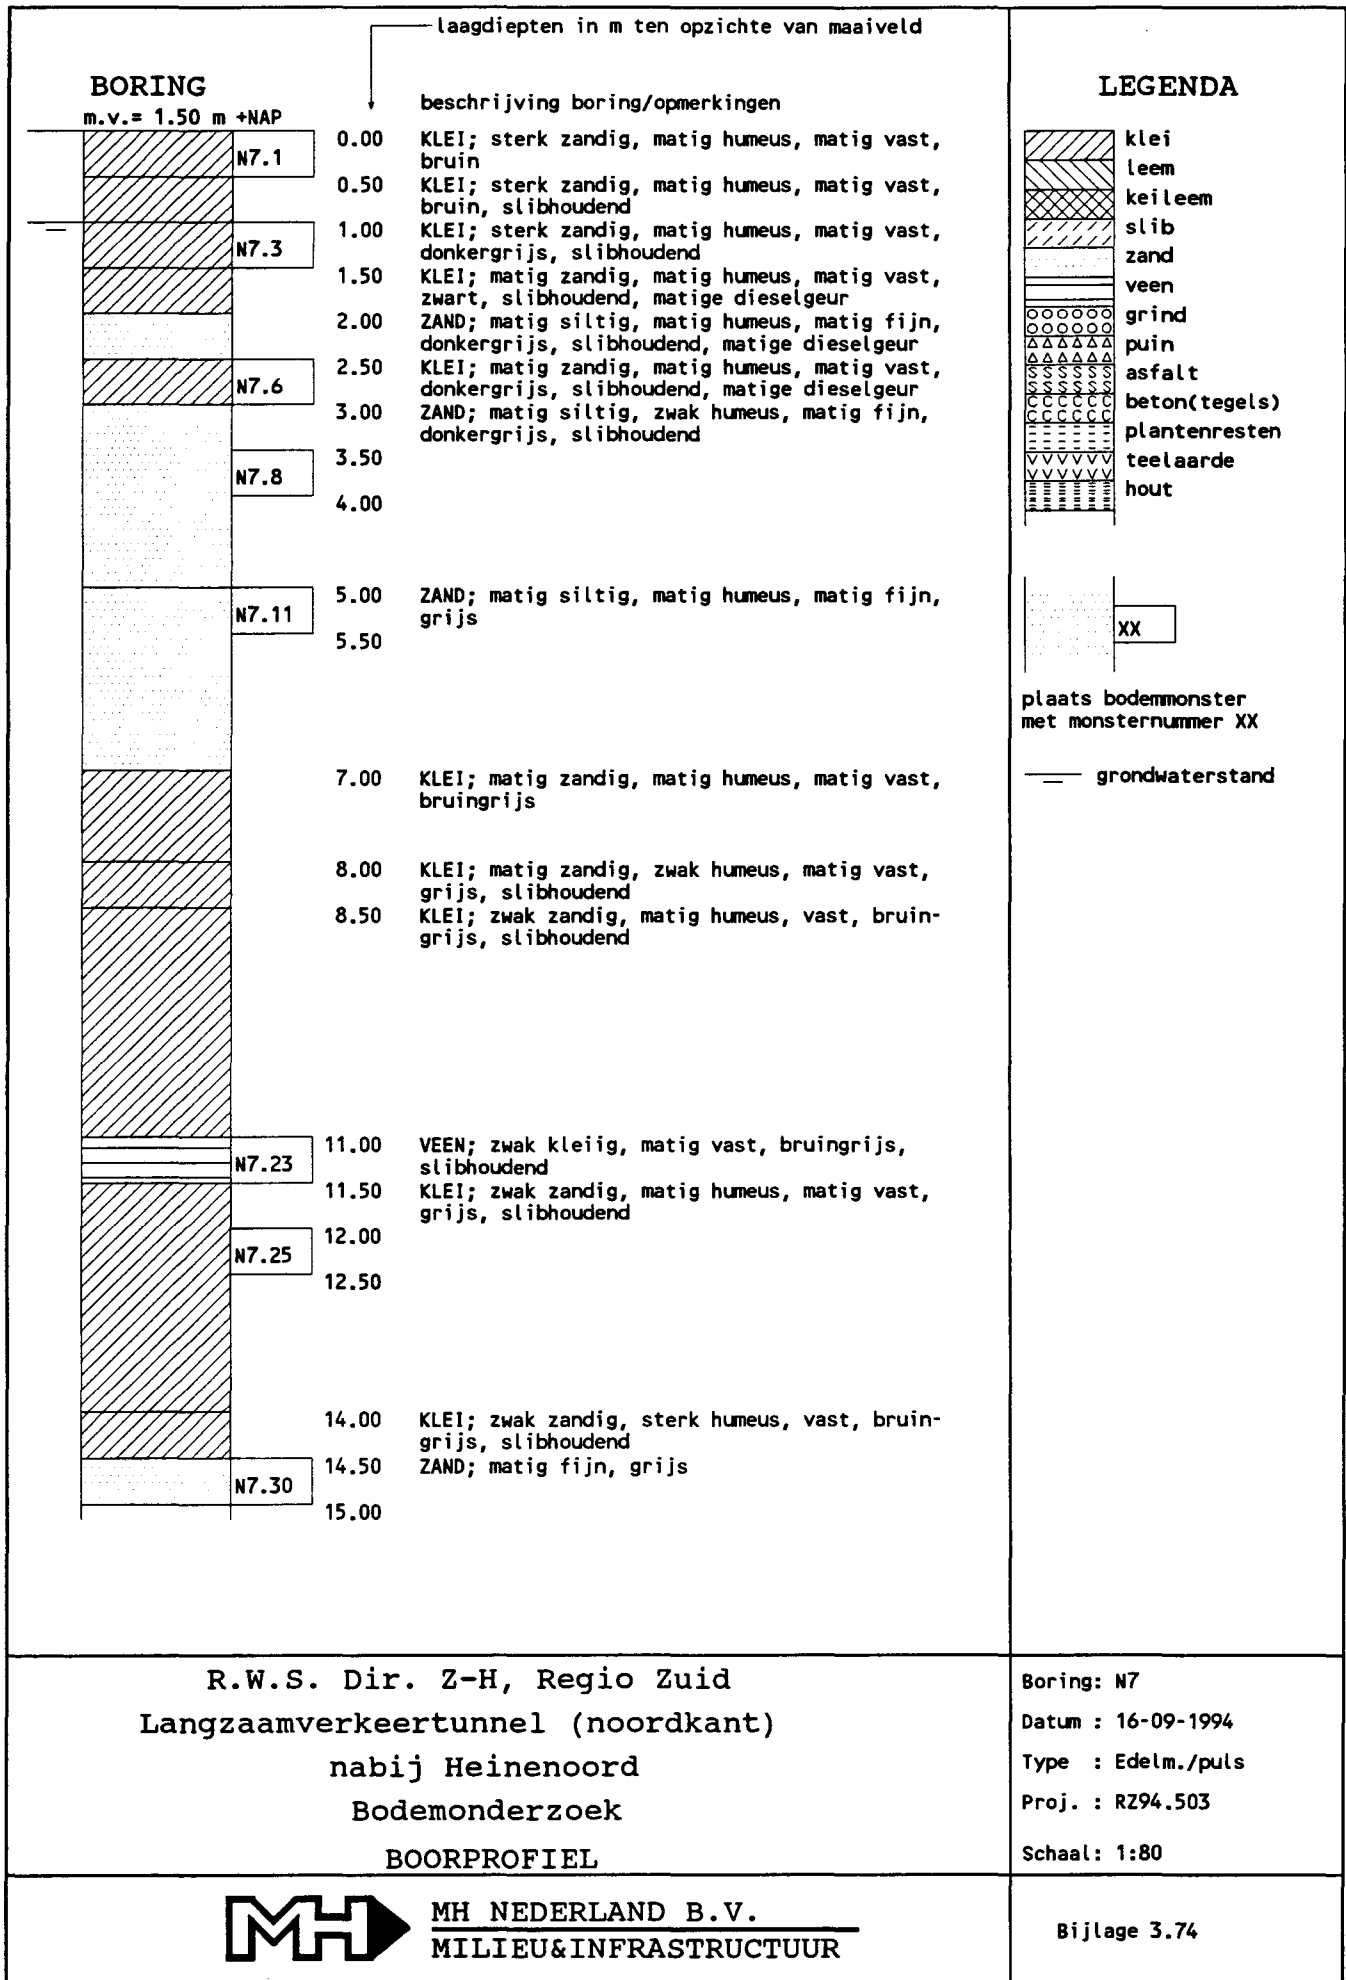 laagdiepten in m ten opzichte van maaiveld
BORING
m.v.= 1.50 m +NAP
beschrijving boring/opmerkingen
N7.1
0.00 KLEI; sterk zandig, matig humeus, matig vast,
bruin
0.50 KLEI; sterk zandig, matig humeus, matig vast,
bruin, slibhoudend
N7.3
1.00 KLEI; sterk zandig, matig humeus, matig vast,
donkergrijs, slibhoudend
1.50 KLEI; matig zandig, matig humeus, matig vast,
zwart, slibhoudend, matige dieselgeur
2.00 ZAND; matig siltig, matig humeus, matig fijn,
donkergrijs, slibhoudend, matige dieselgeur
N7.6
2.50 KLEI; matig zandig, matig humeus, matig vast,
donkergrijs, slibhoudend, matige dieselgeur
3.00 ZAND; matig siltig, zwak humeus, matig fijn,
donkergrijs, slibhoudend
N7.8
3.50
4.00
N7.11
5.00 ZAND; matig siltig, matig humeus, matig fijn,
grijs
5.50
7.00 KLEI; matig zandig, matig humeus, matig vast,
bruingrijs
8.00 KLEI; matig zandig, zwak humeus, matig vast,
grijs, slibhoudend
8.50 KLEI; zwak zandig, matig humeus, vast, bruin-
grijs, slibhoudend
N7.23
11.00 VEEN; zwak kleiig, matig vast, bruingrijs,
slibhoudend
11.50 KLEI; zwak zandig, matig humeus, matig vast,
grijs, slibhoudend
N7.25
12.00
12.50
14.00 KLEI; zwak zandig, sterk humeus, vast, bruin-
grijs, slibhoudend
N7.30
14.50 ZAND; matig fijn, grijs
15.00
LEGENDA
klei
leem
keileem
slib
zand
veen
grind
puin
asfalt
beton(tegels)
plantenresten
teelaarde
hout
XX
plaats bodemmonster
met monsternummer XX
grondwaterstand
R.W.S. Dir. Z-H, Regio Zuid
Langzaamverkeertunnel (noordkant)
nabij Heinenoord
Bodemonderzoek
BOORPROFIEL
Boring: N7
Datum : 16-09-1994
Type : Edelm./puls
Proj. : RZ94.503
Schaal: 1:80
MH
MH NEDERLAND B.V.
MILIEU&INFRASTRUCTUUR
Bijlage 3.74